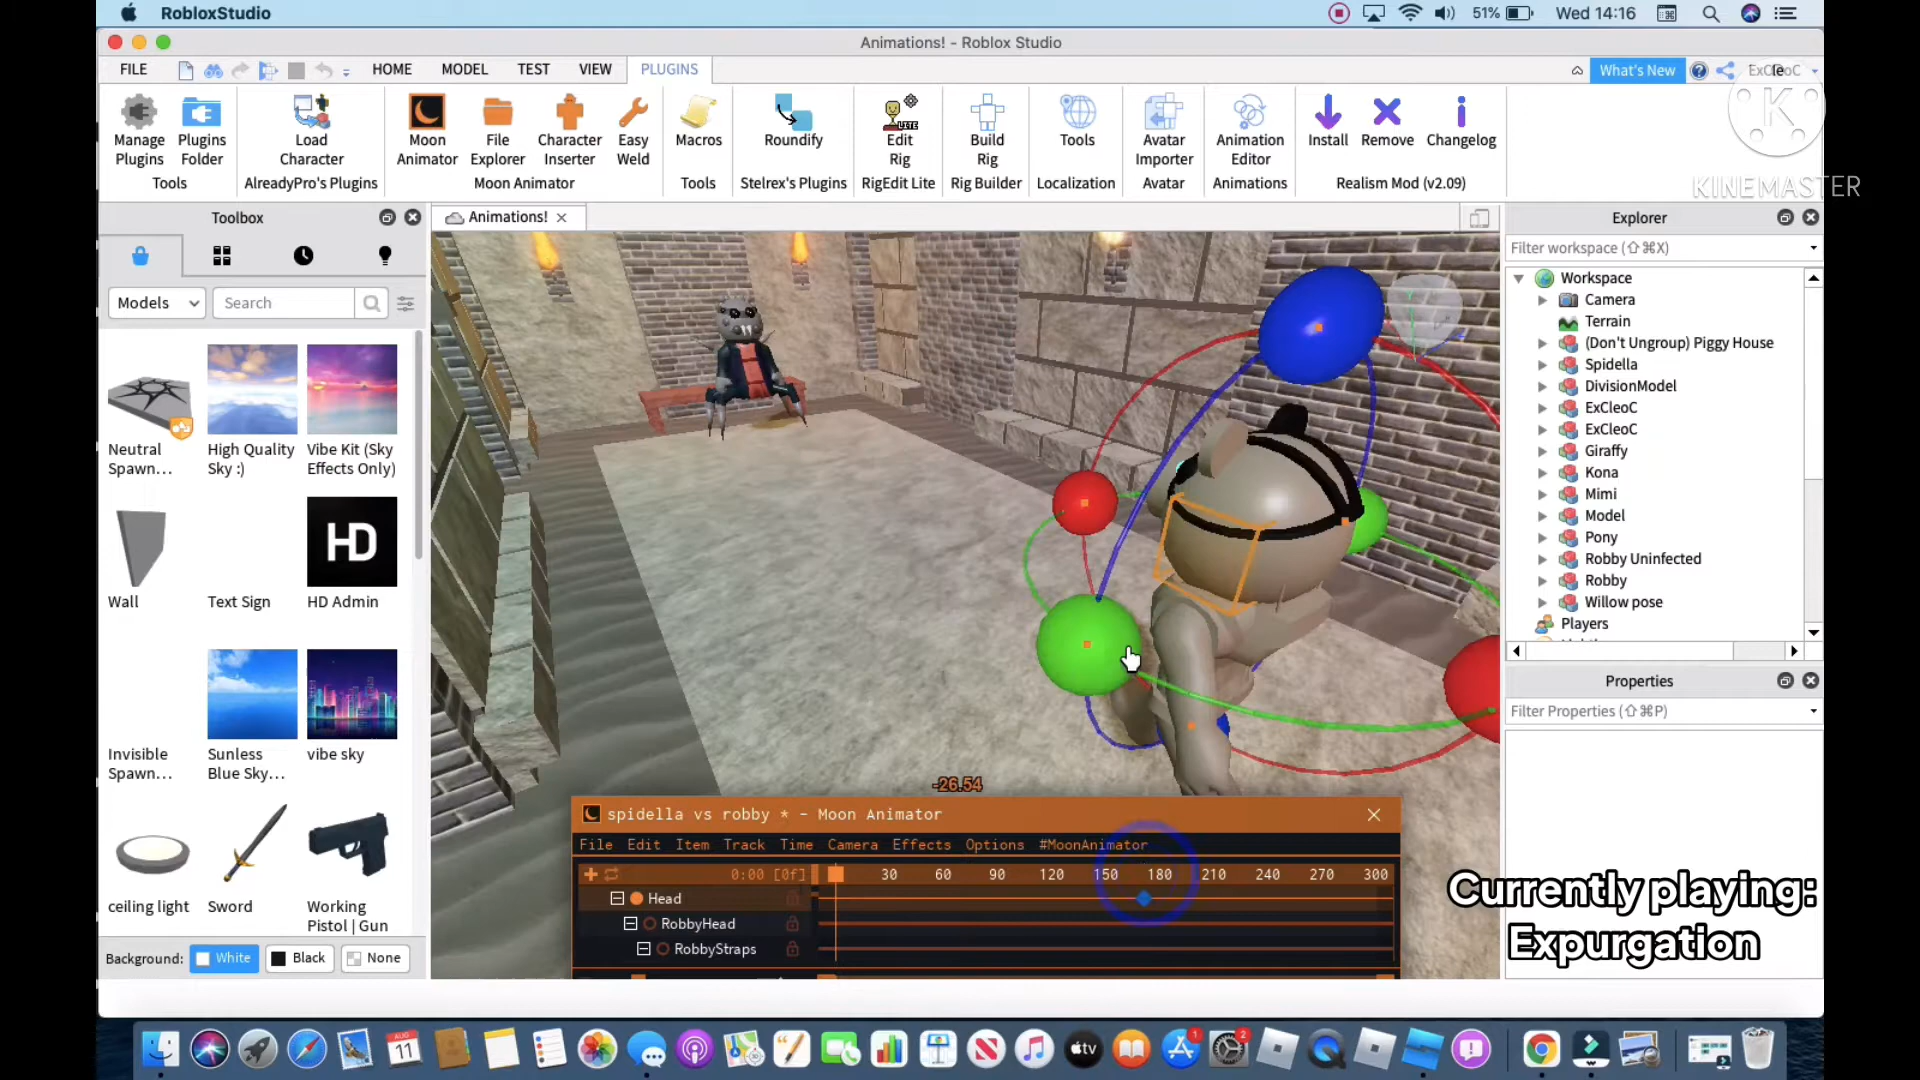 RobloxStudio
51%
Wed 14:16
Animations! - Roblox Studio
FILE HOME MODEL TEST VIEW PLUGINS
What's New
ExCleoC
K
KINEMASTER
Manage Plugins
Plugins Folder
Tools
Load Character
AlreadyPro's Plugins
Moon Animator
File Explorer
Character Inserter
Easy Weld
Moon Animator
Macros
Tools
Roundify
Stelrex's Plugins
Edit Rig
RigEdit Lite
Build Rig
Rig Builder
Tools
Localization
Avatar Importer
Avatar
Animation Editor
Animations
Install
Remove
Changelog
Realism Mod (v2.09)
Toolbox
Models
Search
Neutral Spawn...
High Quality Sky :)
Vibe Kit (Sky Effects Only)
Wall
Text Sign
HD
HD Admin
Invisible Spawn...
Sunless Blue Sky...
vibe sky
ceiling light
Sword
Working Pistol | Gun
Background: White Black None
Animations!
-26.54
spidella vs robby * - Moon Animator
File Edit Item Track Time Camera Effects Options #MoonAnimator
0:00 [0f] 30 60 90 120 150 180 210 240 270 300
Head
RobbyHead
RobbyStraps
Explorer
Filter workspace (⇧⌘X)
Workspace
Camera
Terrain
(Don't Ungroup) Piggy House
Spidella
DivisionModel
ExCleoC
ExCleoC
Giraffy
Kona
Mimi
Model
Pony
Robby Uninfected
Robby
Willow pose
Players
Properties
Filter Properties (⇧⌘P)
Currently playing:
Expurgation
AUG
11
tv
1
2